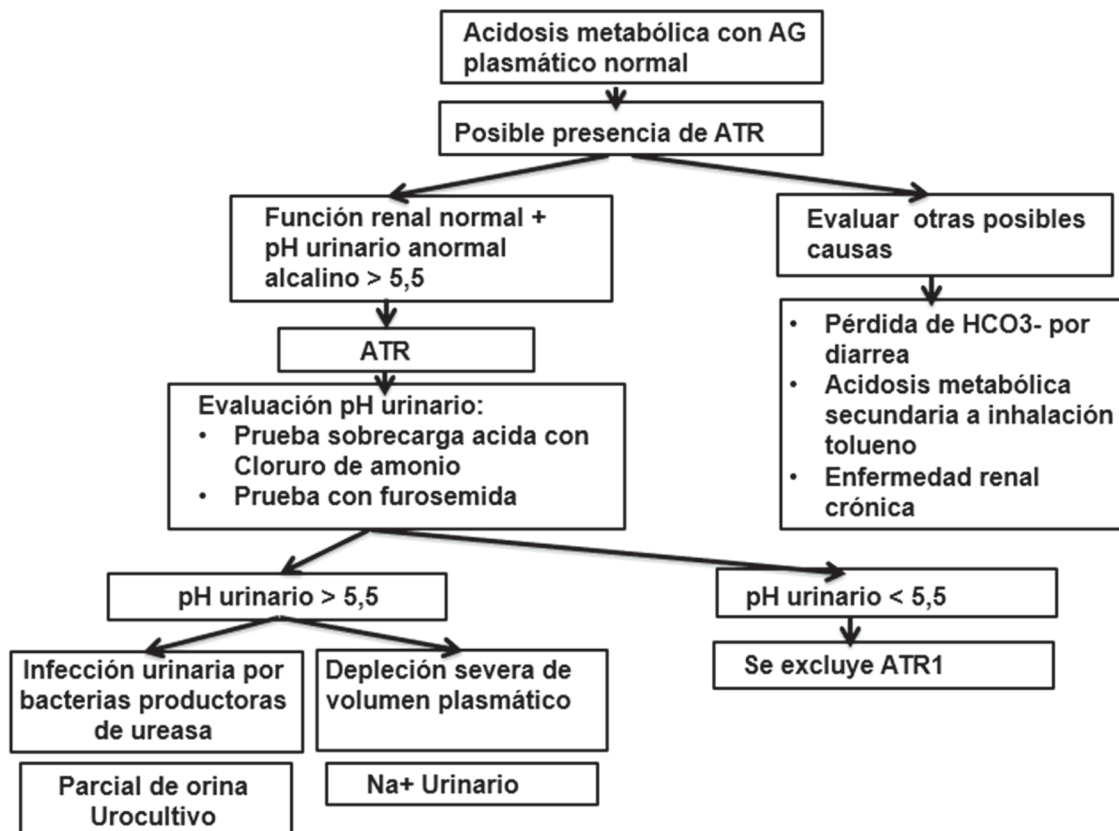 Acidosis metabólica con AG
plasmático normal
Posible presencia de ATR
Función renal normal +
pH urinario anormal
alcalino > 5,5
Evaluar otras posibles
causas
ATR
• Pérdida de HCO3- por
diarrea
• Acidosis metabólica
secundaria a inhalación
tolueno
• Enfermedad renal
crónica
Evaluación pH urinario:
• Prueba sobrecarga acida con
Cloruro de amonio
• Prueba con furosemida
pH urinario > 5,5
pH urinario < 5,5
Infección urinaria por
bacterias productoras
de ureasa
Depleción severa de
volumen plasmático
Se excluye ATR1
Parcial de orina
Urocultivo
Na+ Urinario